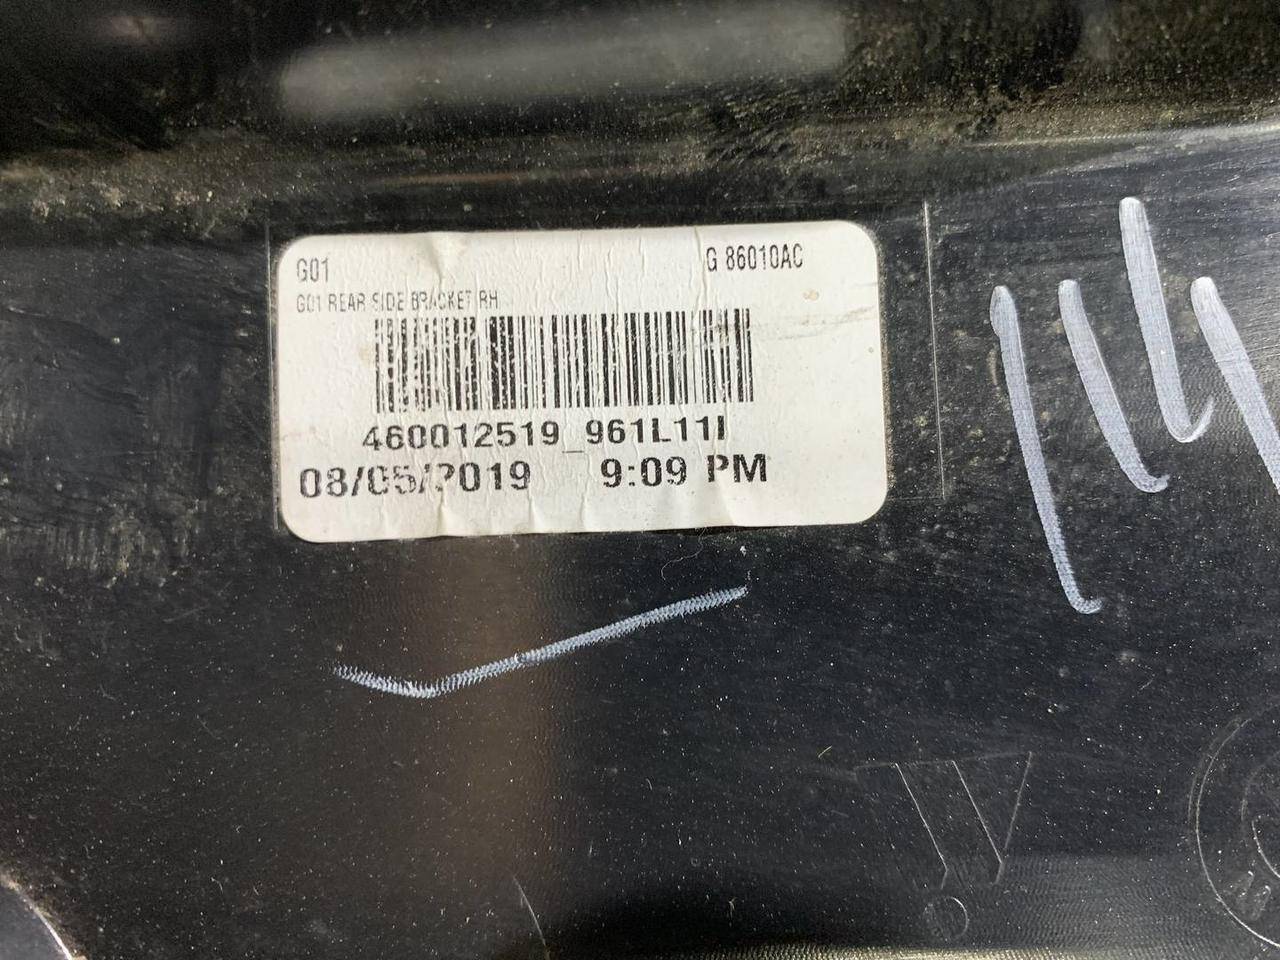 G01 G 86010AC
G01 REAR SIDE BRACKET RH
460012519_961L11I
08/05/2019 9:09 PM